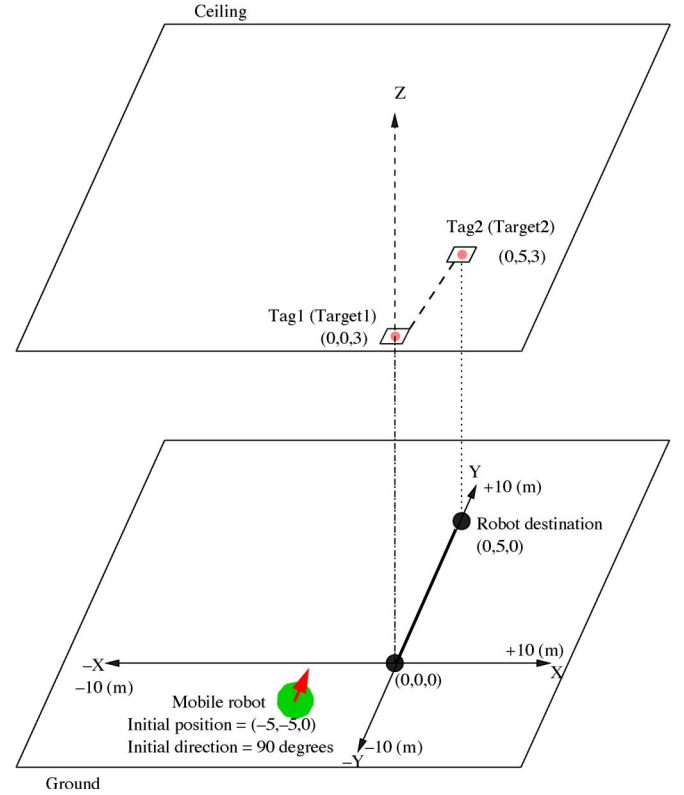 Ceiling
Z
Tag2 (Target2)
(0,5,3)
Tag1 (Target1)
(0,0,3)
Y
+10 (m)
Robot destination
(0,5,0)
+10 (m)
–X
X
–10 (m)
(0,0,0)
Mobile robot
Initial position = (–5,–5,0)
Initial direction = 90 degrees
–10 (m)
–Y
Ground